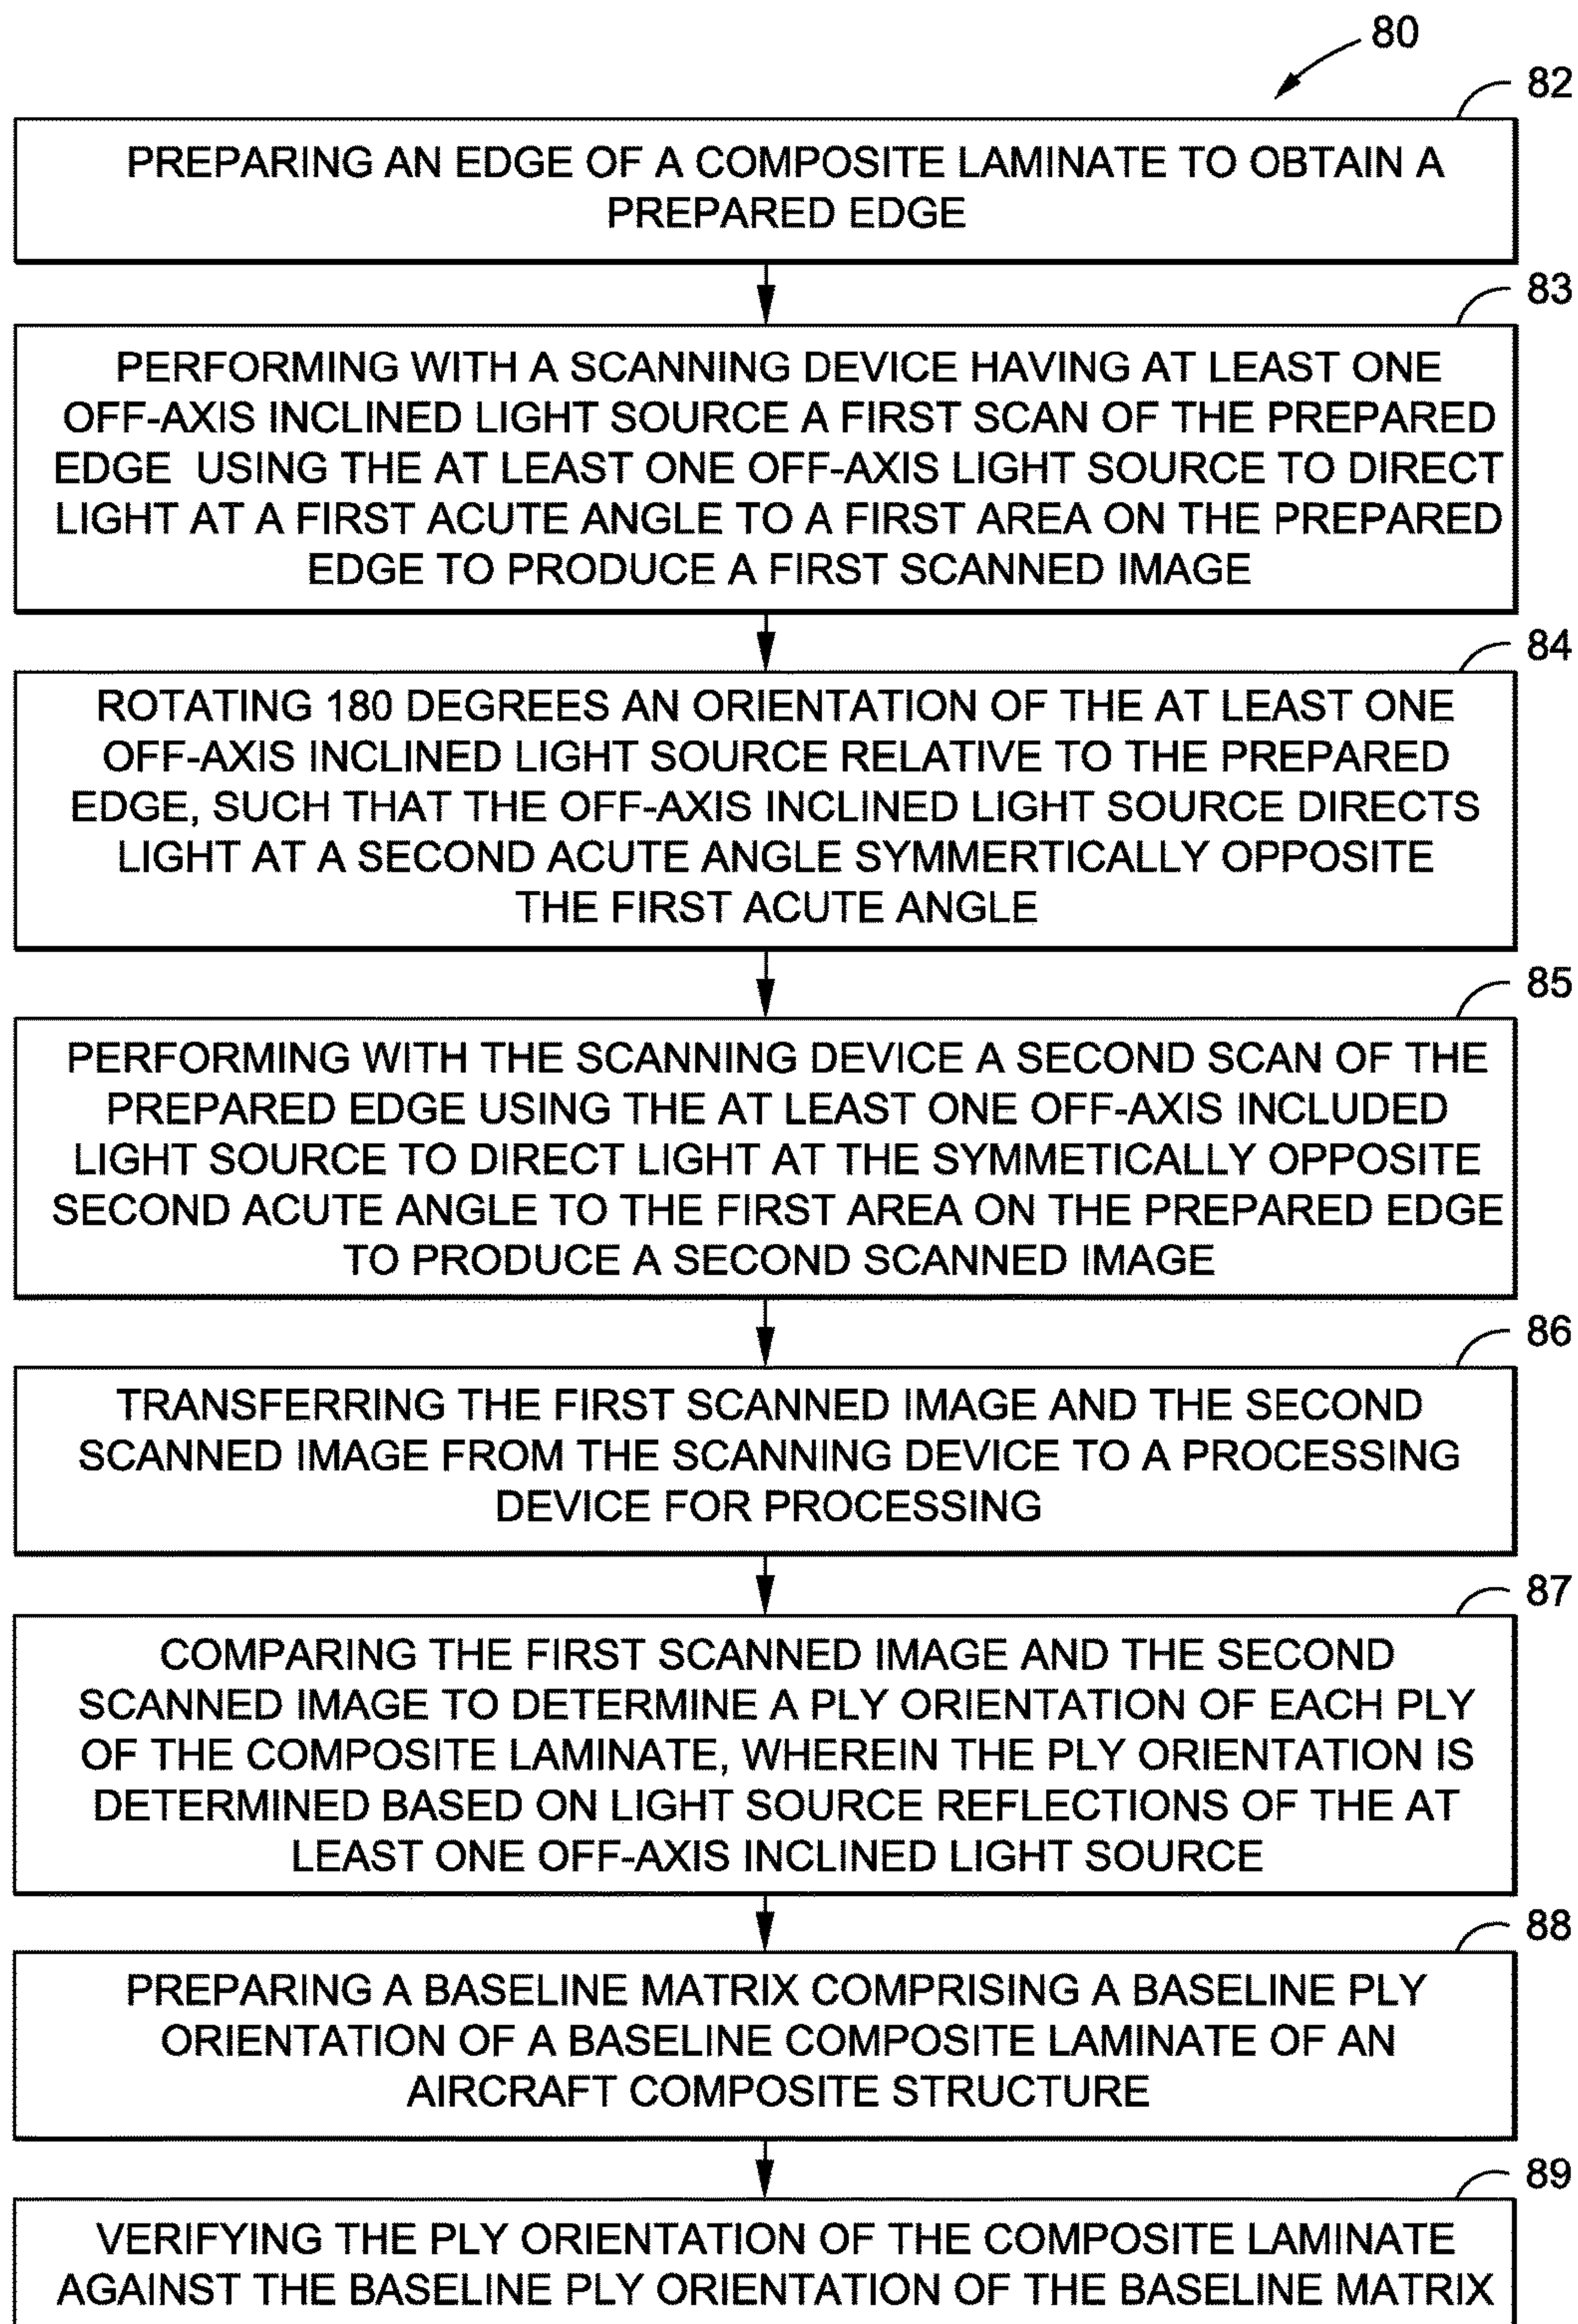 80
82
PREPARING AN EDGE OF A COMPOSITE LAMINATE TO OBTAIN A
PREPARED EDGE
83
PERFORMING WITH A SCANNING DEVICE HAVING AT LEAST ONE
OFF-AXIS INCLINED LIGHT SOURCE A FIRST SCAN OF THE PREPARED
EDGE USING THE AT LEAST ONE OFF-AXIS LIGHT SOURCE TO DIRECT
LIGHT AT A FIRST ACUTE ANGLE TO A FIRST AREA ON THE PREPARED
EDGE TO PRODUCE A FIRST SCANNED IMAGE
84
ROTATING 180 DEGREES AN ORIENTATION OF THE AT LEAST ONE
OFF-AXIS INCLINED LIGHT SOURCE RELATIVE TO THE PREPARED
EDGE, SUCH THAT THE OFF-AXIS INCLINED LIGHT SOURCE DIRECTS
LIGHT AT A SECOND ACUTE ANGLE SYMMERTICALLY OPPOSITE
THE FIRST ACUTE ANGLE
85
PERFORMING WITH THE SCANNING DEVICE A SECOND SCAN OF THE
PREPARED EDGE USING THE AT LEAST ONE OFF-AXIS INCLUDED
LIGHT SOURCE TO DIRECT LIGHT AT THE SYMMETICALLY OPPOSITE
SECOND ACUTE ANGLE TO THE FIRST AREA ON THE PREPARED EDGE
TO PRODUCE A SECOND SCANNED IMAGE
86
TRANSFERRING THE FIRST SCANNED IMAGE AND THE SECOND
SCANNED IMAGE FROM THE SCANNING DEVICE TO A PROCESSING
DEVICE FOR PROCESSING
87
COMPARING THE FIRST SCANNED IMAGE AND THE SECOND
SCANNED IMAGE TO DETERMINE A PLY ORIENTATION OF EACH PLY
OF THE COMPOSITE LAMINATE, WHEREIN THE PLY ORIENTATION IS
DETERMINED BASED ON LIGHT SOURCE REFLECTIONS OF THE AT
LEAST ONE OFF-AXIS INCLINED LIGHT SOURCE
88
PREPARING A BASELINE MATRIX COMPRISING A BASELINE PLY
ORIENTATION OF A BASELINE COMPOSITE LAMINATE OF AN
AIRCRAFT COMPOSITE STRUCTURE
89
VERIFYING THE PLY ORIENTATION OF THE COMPOSITE LAMINATE
AGAINST THE BASELINE PLY ORIENTATION OF THE BASELINE MATRIX